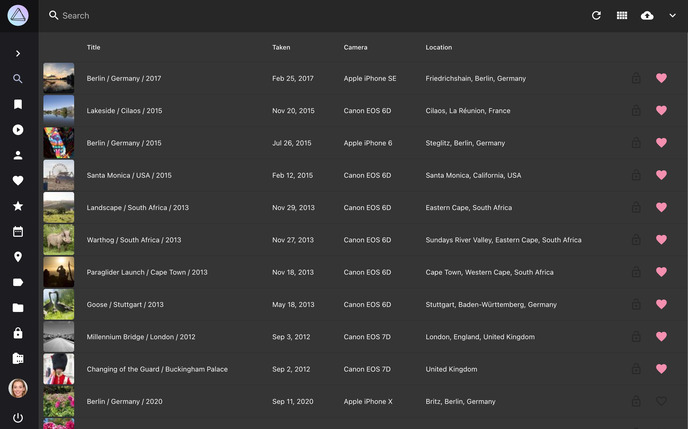 Search
Title Taken Camera Location
Berlin / Germany / 2017 Feb 25, 2017 Apple iPhone SE Friedrichshain, Berlin, Germany
Lakeside / Cilaos / 2015 Nov 20, 2015 Canon EOS 6D Cilaos, La Réunion, France
Berlin / Germany / 2015 Jul 26, 2015 Apple iPhone 6 Steglitz, Berlin, Germany
Santa Monica / USA / 2015 Feb 12, 2015 Canon EOS 6D Santa Monica, California, USA
Landscape / South Africa / 2013 Nov 29, 2013 Canon EOS 6D Eastern Cape, South Africa
Warthog / South Africa / 2013 Nov 27, 2013 Canon EOS 6D Sundays River Valley, Eastern Cape, South Africa
Paraglider Launch / Cape Town / 2013 Nov 18, 2013 Canon EOS 6D Cape Town, Western Cape, South Africa
Goose / Stuttgart / 2013 May 18, 2013 Canon EOS 6D Stuttgart, Baden-Württemberg, Germany
Millennium Bridge / London / 2012 Sep 3, 2012 Canon EOS 7D London, England, United Kingdom
Changing of the Guard / Buckingham Palace Sep 2, 2012 Canon EOS 7D United Kingdom
Berlin / Germany / 2020 Sep 11, 2020 Apple iPhone X Britz, Berlin, Germany